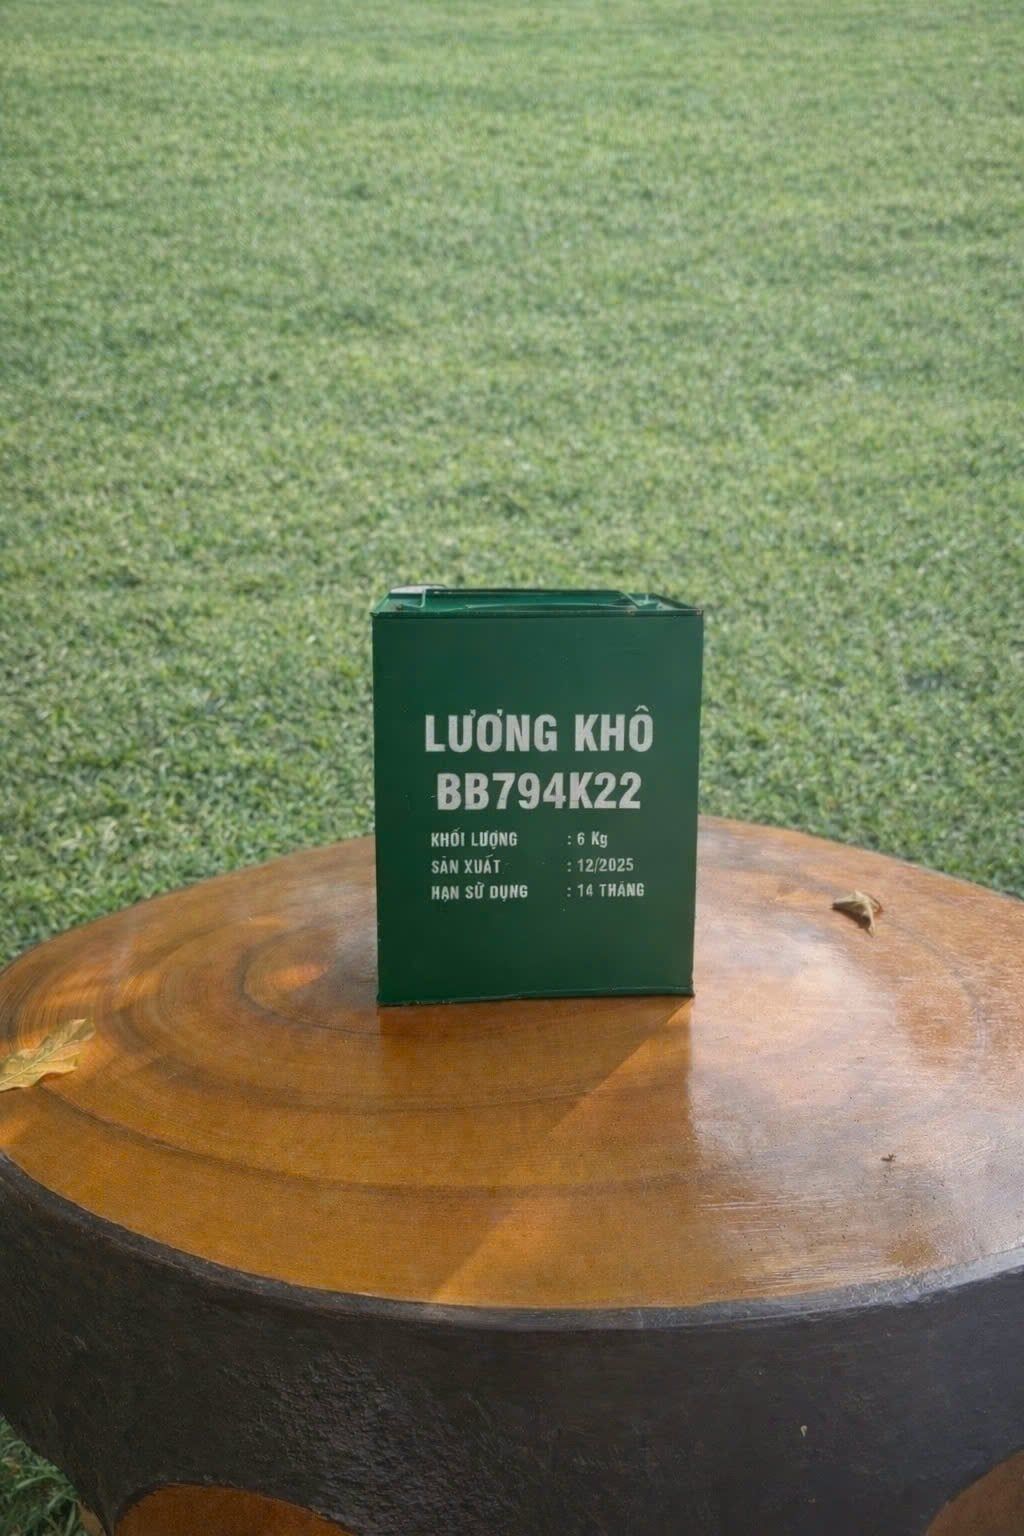 LƯƠNG KHÔ
BB794K22
KHỐI LƯỢNG : 6 Kg
SẢN XUẤT : 12/2025
HẠN SỬ DỤNG : 14 THÁNG